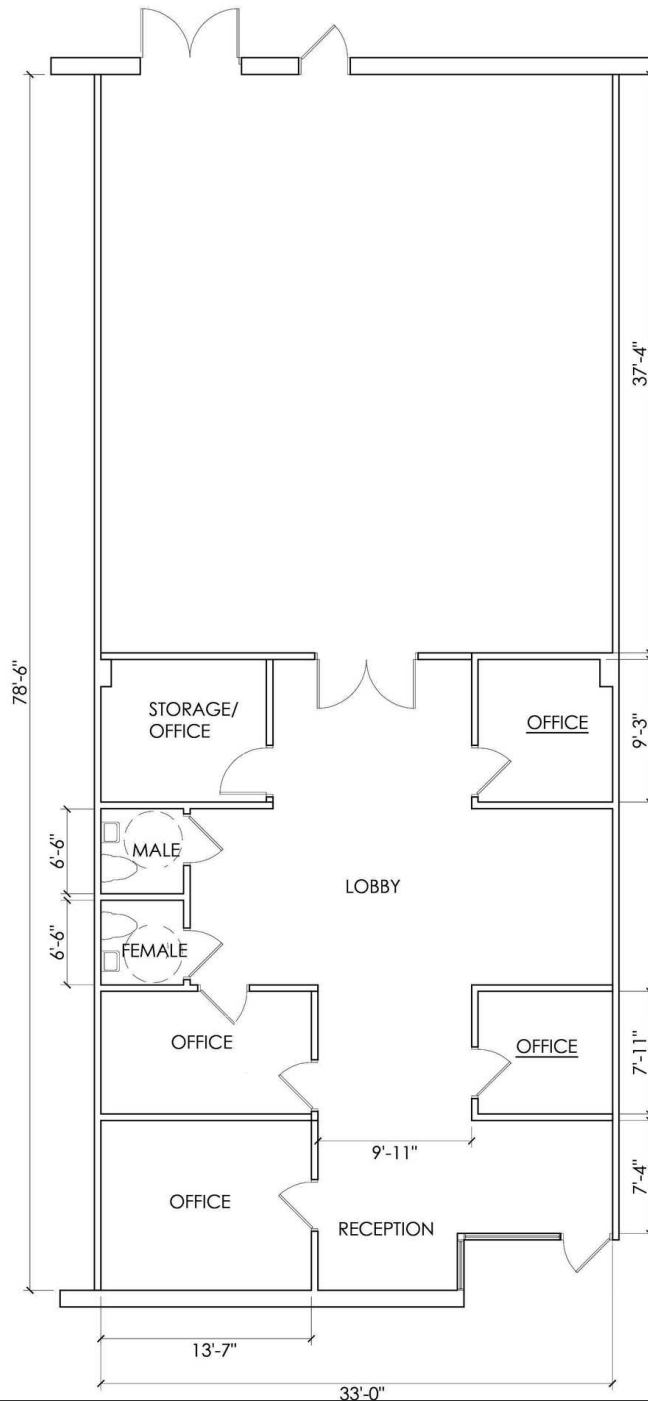 37'-4"
78'-6"
STORAGE/
OFFICE
OFFICE
9'-3"
6'-6"
MALE
LOBBY
6'-6"
FEMALE
OFFICE
OFFICE
7'-11"
9'-11"
7'-4"
OFFICE
RECEPTION
13'-7"
33'-0"